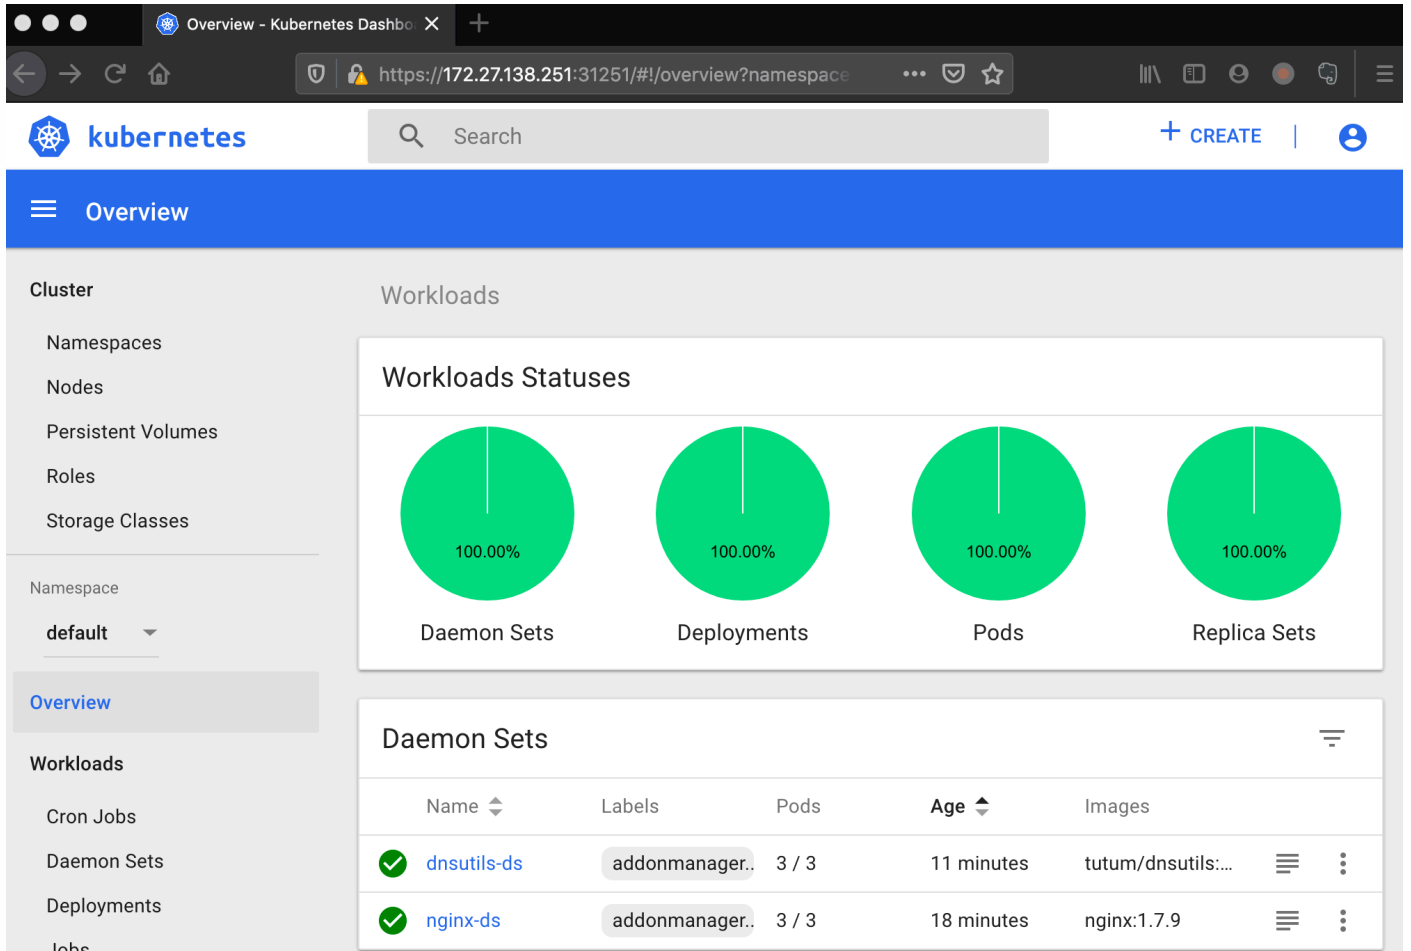 Overview - Kubernetes Dashbo
https://172.27.138.251:31251/#!/overview?namespace
kubernetes
Search
+ CREATE
Overview
Cluster
Namespaces
Nodes
Persistent Volumes
Roles
Storage Classes
Namespace
default
Overview
Workloads
Cron Jobs
Daemon Sets
Deployments
Jobs
Workloads
Workloads Statuses
100.00% 100.00% 100.00% 100.00%
Daemon Sets Deployments Pods Replica Sets
Daemon Sets
Name Labels Pods Age Images
dnsutils-ds addonmanager.. 3 / 3 11 minutes tutum/dnsutils:...
nginx-ds addonmanager.. 3 / 3 18 minutes nginx:1.7.9